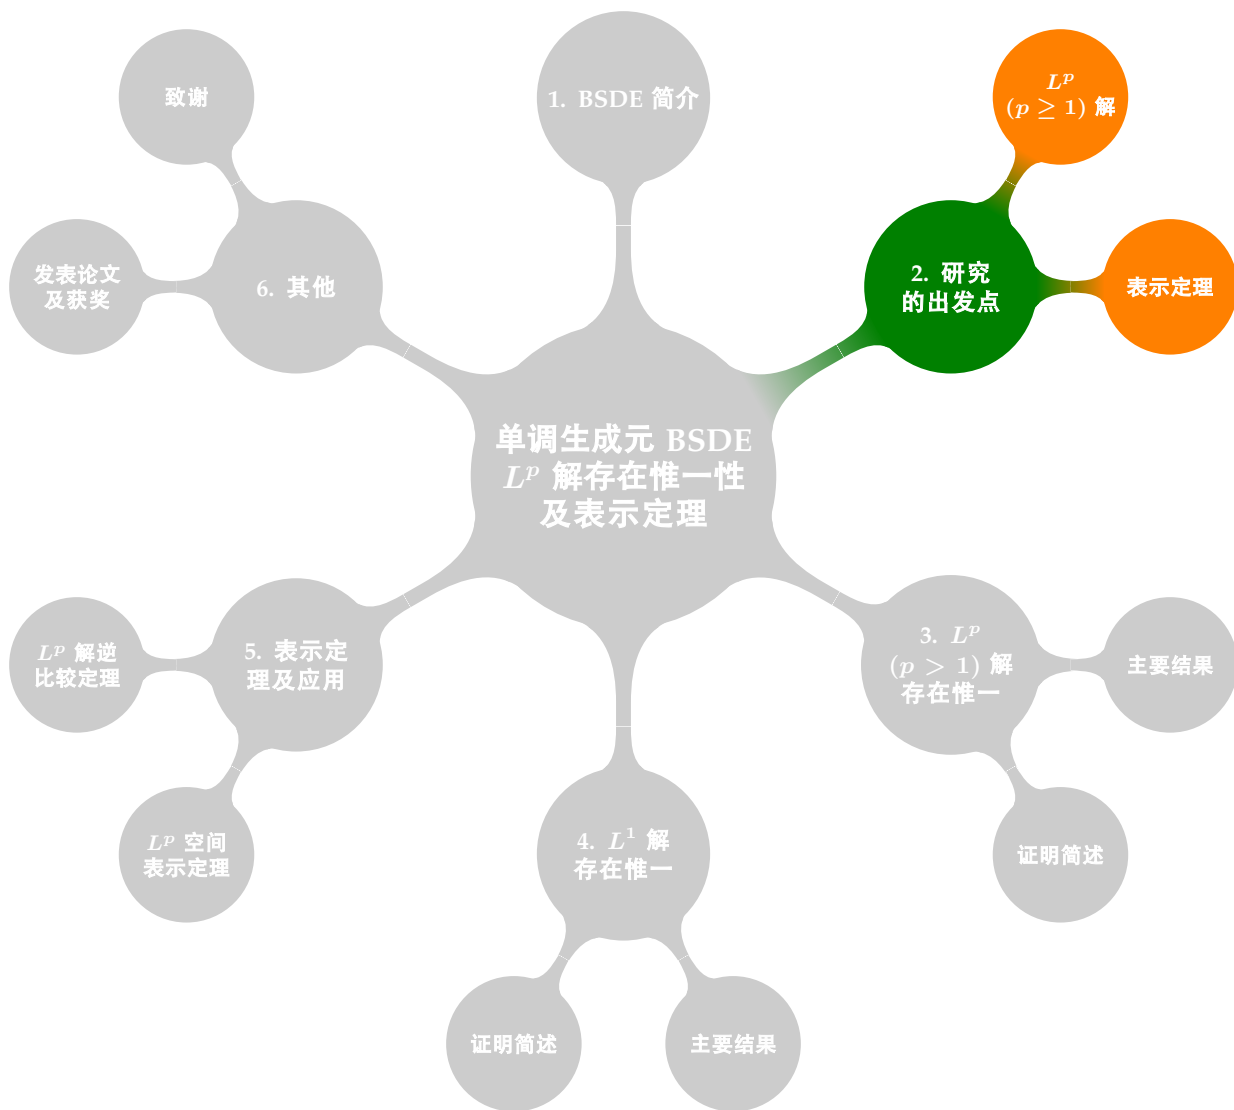 单调生成元 BSDE
L^p 解存在惟一性
及表示定理
1. BSDE 简介
2. 研究
的出发点
L^p
(p ≥ 1) 解
表示定理
3. L^p
(p > 1) 解
存在惟一
主要结果
证明简述
4. L^1 解
存在惟一
主要结果
证明简述
5. 表示定
理及应用
L^p 空间
表示定理
L^p 解逆
比较定理
6. 其他
发表论文
及获奖
致谢